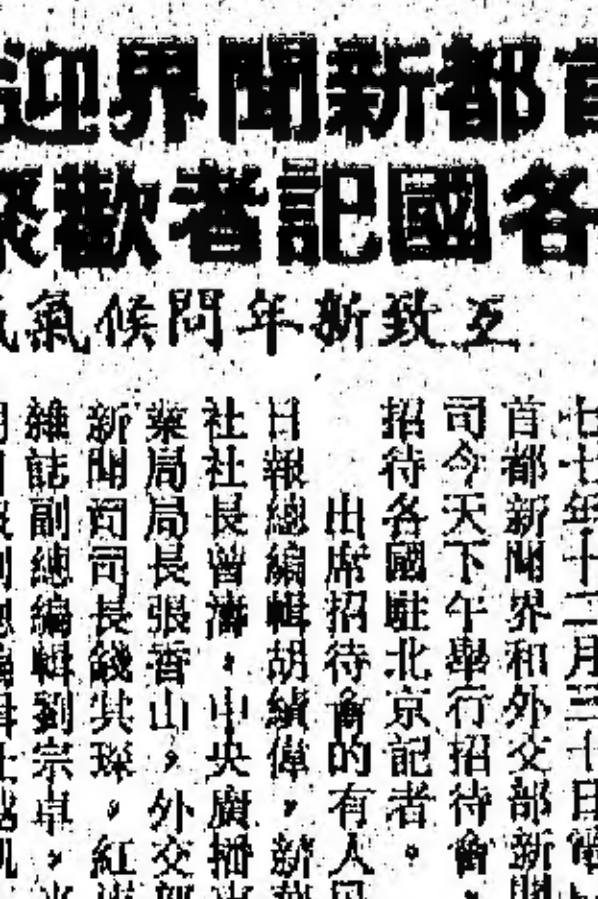 首都新聞界迎
各國記者歡聚
互致新年問候氣
七七年十二月三十日電
首都新聞界和外交部新聞
司今天下午舉行招待會，
招待各國駐北京記者。
出席招待會的有人民
日報總編輯胡績偉，新華
社社長曾濤，中央廣播事
業局局長張香山，外交部
新聞司司長錢其琛，紅旗
雜誌副總編輯劉宗卓，光